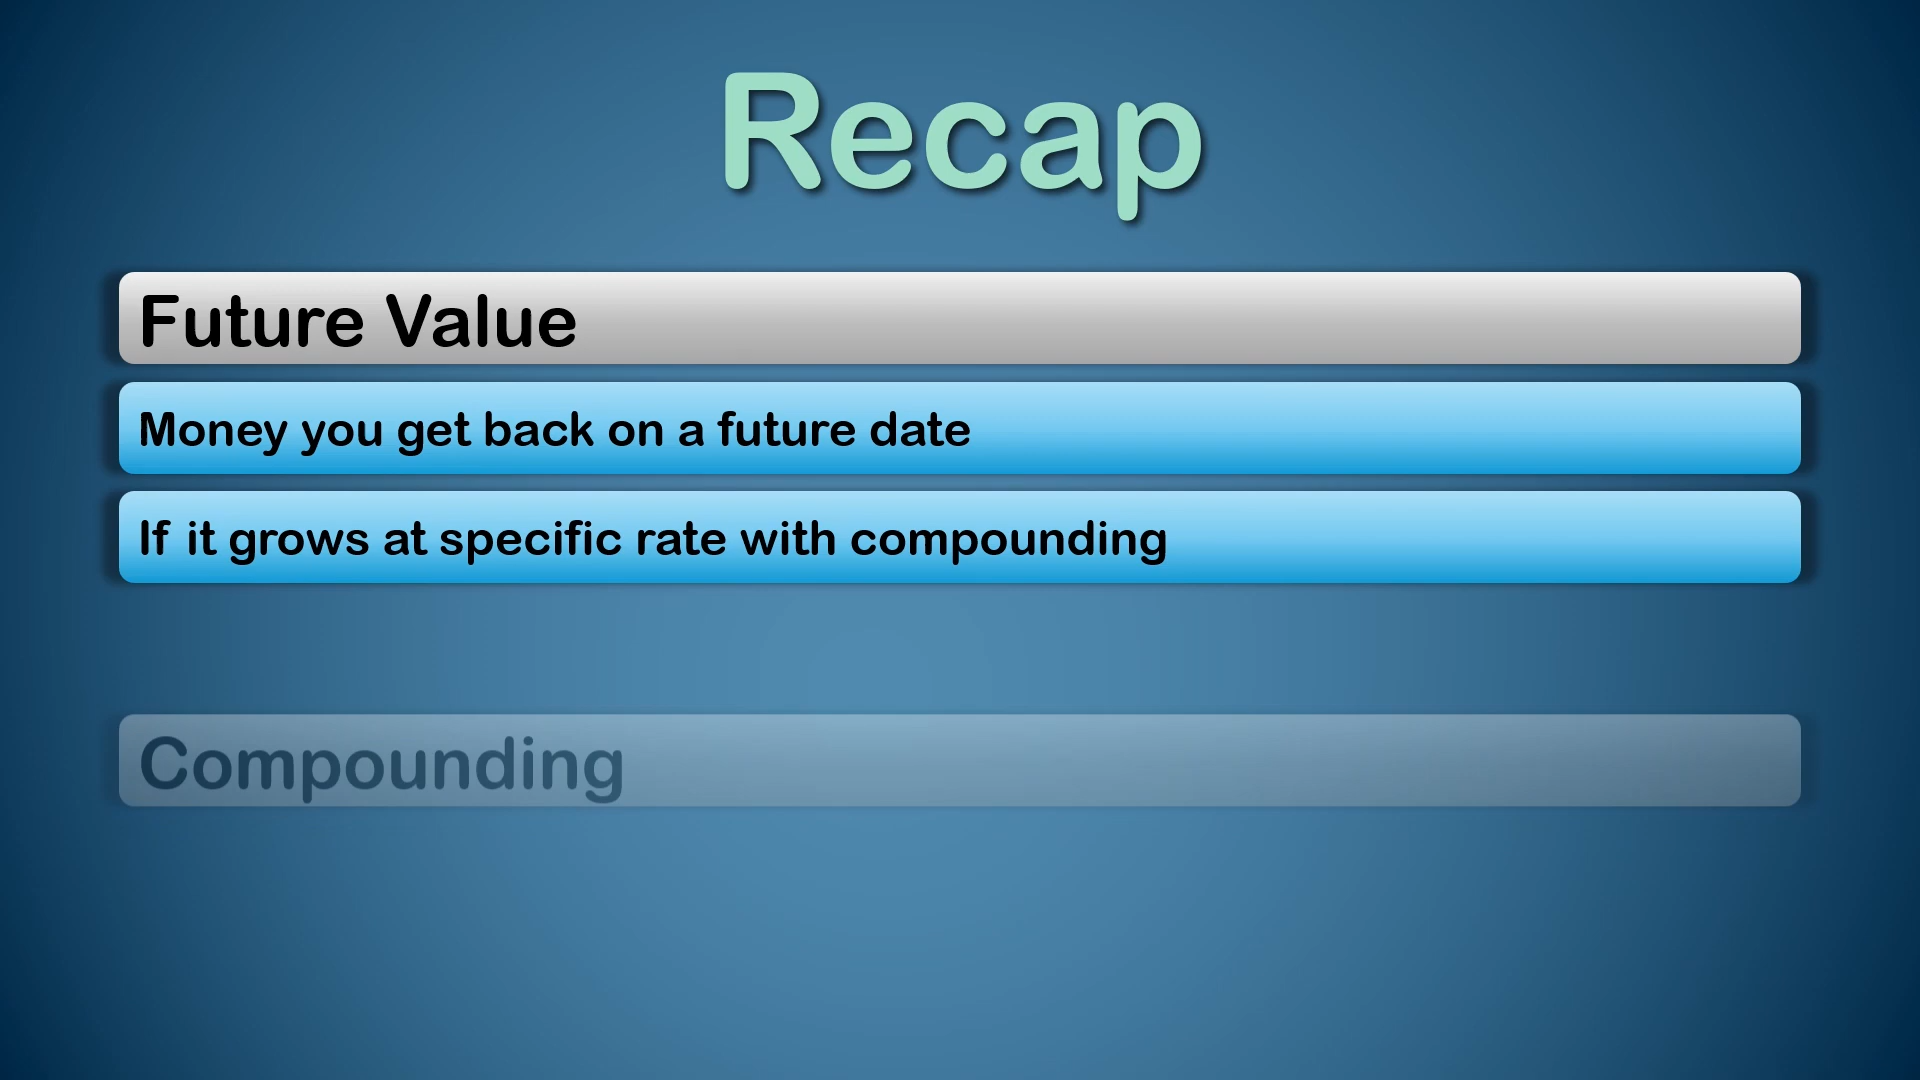 Recap
Future Value
Money you get back on a future date
If it grows at specific rate with compounding
Compounding